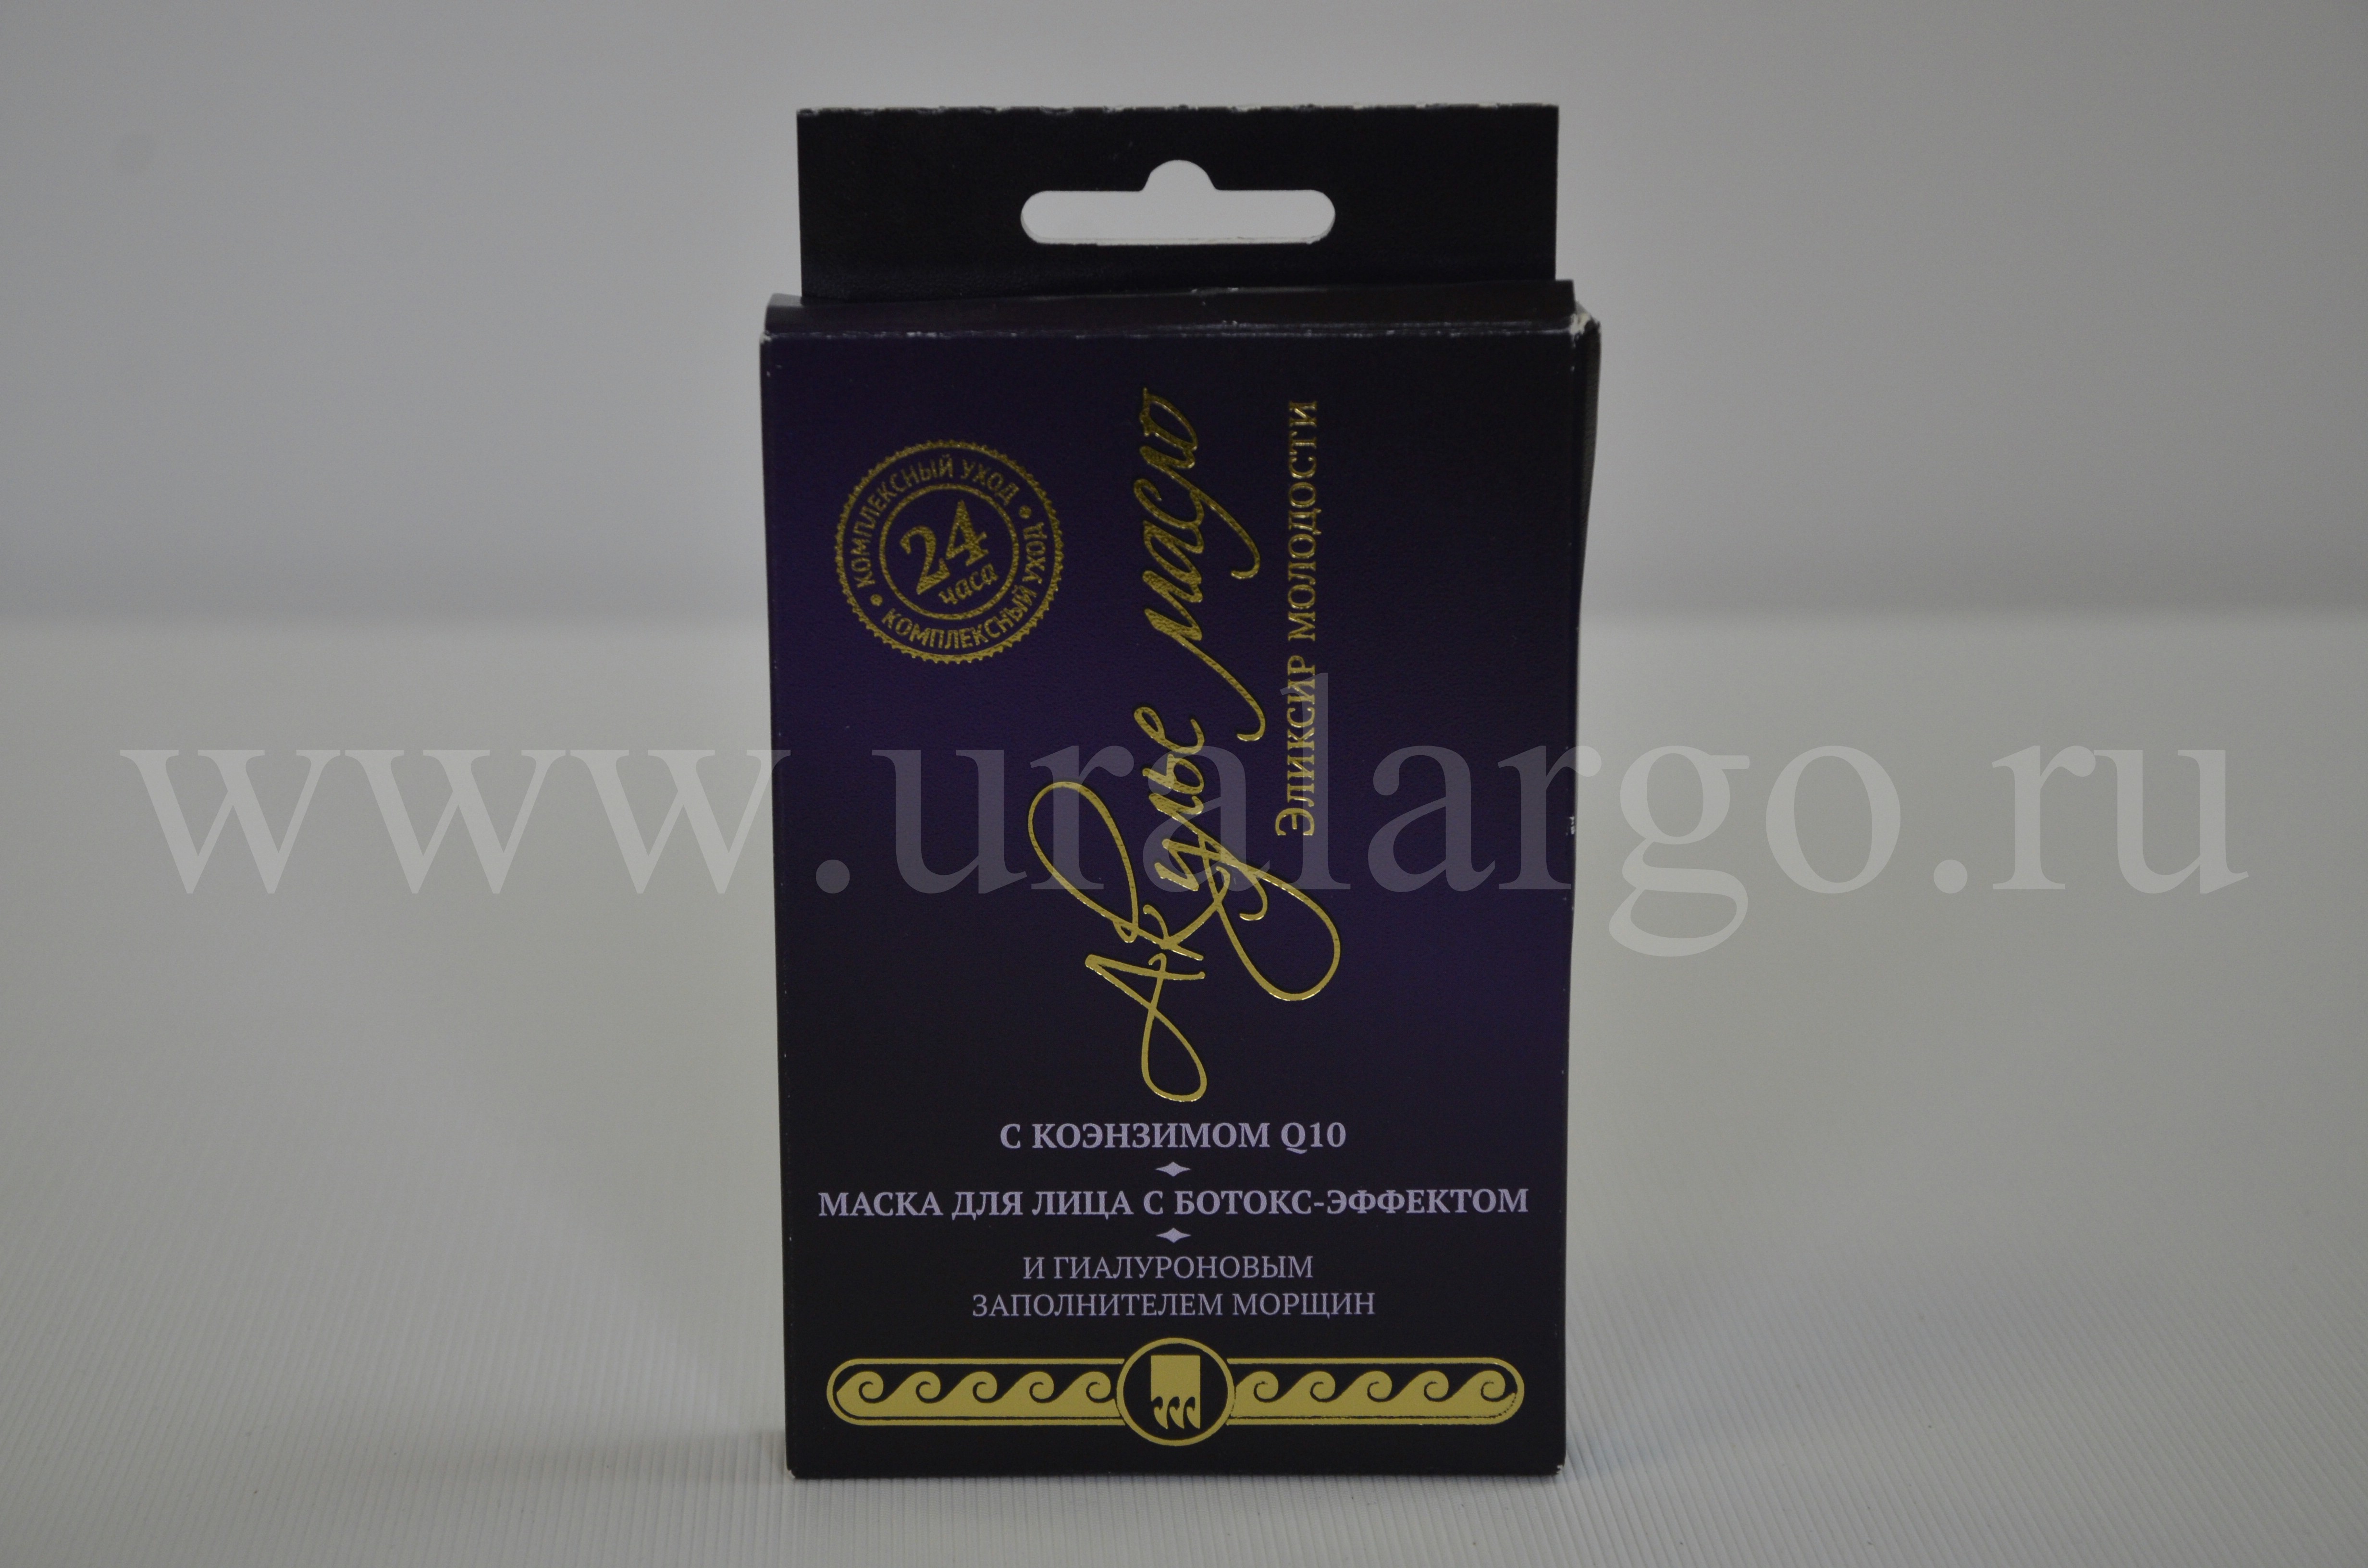 КОМПЛЕКСНЫЙ УХОД • КОМПЛЕКСНЫЙ УХОД •
24
часа
Акулье масло
Эликсир молодости
www.uralargo.ru
С КОЭНЗИМОМ Q10
МАСКА ДЛЯ ЛИЦА С БОТОКС-ЭФФЕКТОМ
И ГИАЛУРОНОВЫМ
ЗАПОЛНИТЕЛЕМ МОРЩИН